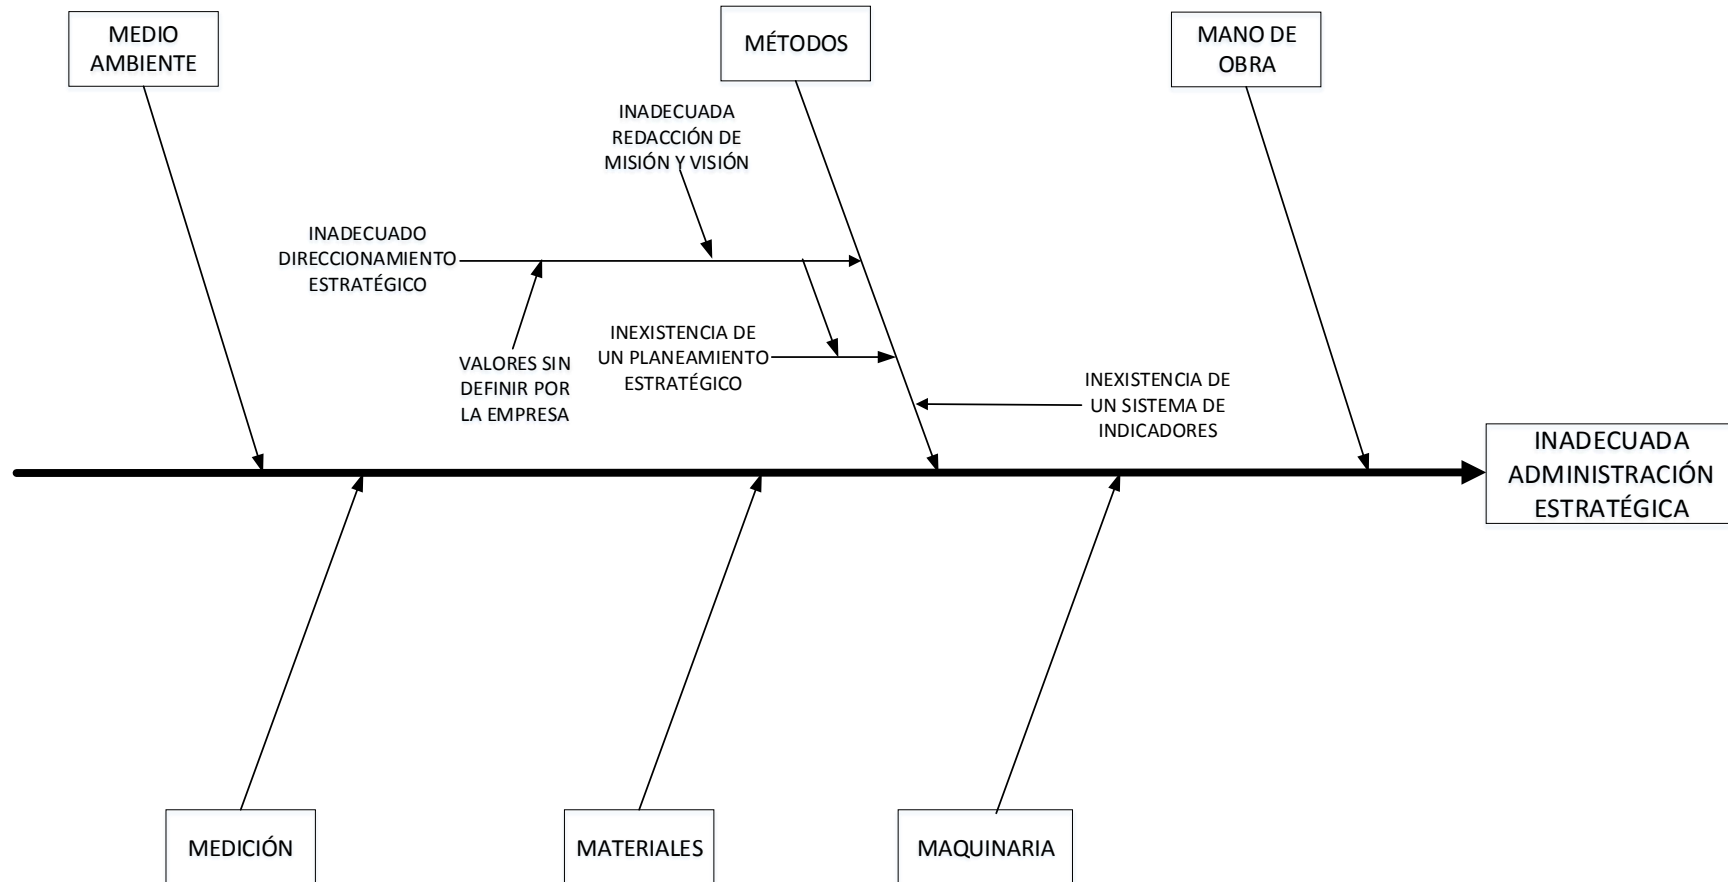 MEDIO
AMBIENTE
MÉTODOS
MANO DE
OBRA
INADECUADA
REDACCIÓN DE
MISIÓN Y VISIÓN
INADECUADO
DIRECCIONAMIENTO
ESTRATÉGICO
VALORES SIN
DEFINIR POR
LA EMPRESA
INEXISTENCIA DE
UN PLANEAMIENTO
ESTRATÉGICO
INEXISTENCIA DE
UN SISTEMA DE
INDICADORES
INADECUADA
ADMINISTRACIÓN
ESTRATÉGICA
MEDICIÓN
MATERIALES
MAQUINARIA